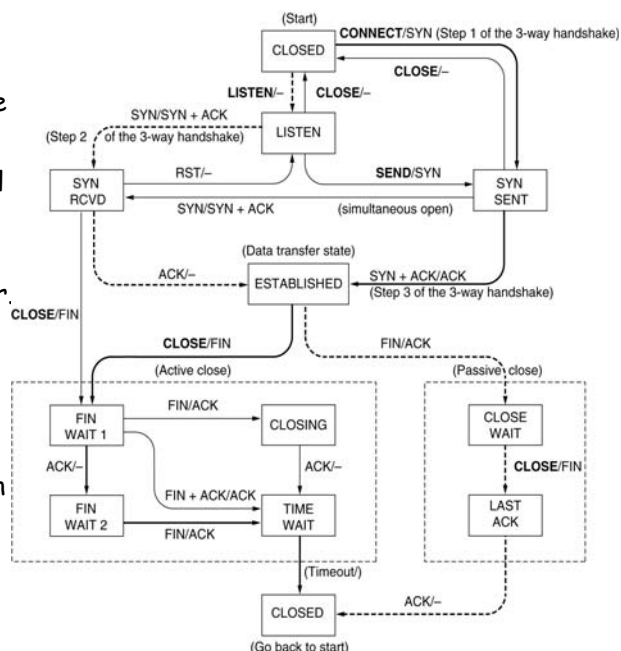 (Start)
CONNECT/SYN (Step 1 of the 3-way handshake)
CLOSED
CLOSE/–
LISTEN/–
CLOSE/–
e
SYN/SYN + ACK
LISTEN
(Step 2 of the 3-way handshake)
SYN
RCVD
RST/–
SEND/SYN
SYN
SENT
SYN/SYN + ACK
(simultaneous open)
(Data transfer state)
ACK/–
ESTABLISHED
SYN + ACK/ACK
(Step 3 of the 3-way handshake)
r.
CLOSE/FIN
CLOSE/FIN
FIN/ACK
(Active close)
(Passive close)
FIN
WAIT 1
FIN/ACK
CLOSING
CLOSE
WAIT
ACK/–
ACK/–
CLOSE/FIN
FIN + ACK/ACK
FIN
WAIT 2
TIME
WAIT
LAST
ACK
FIN/ACK
(Timeout/)
CLOSED
ACK/–
(Go back to start)